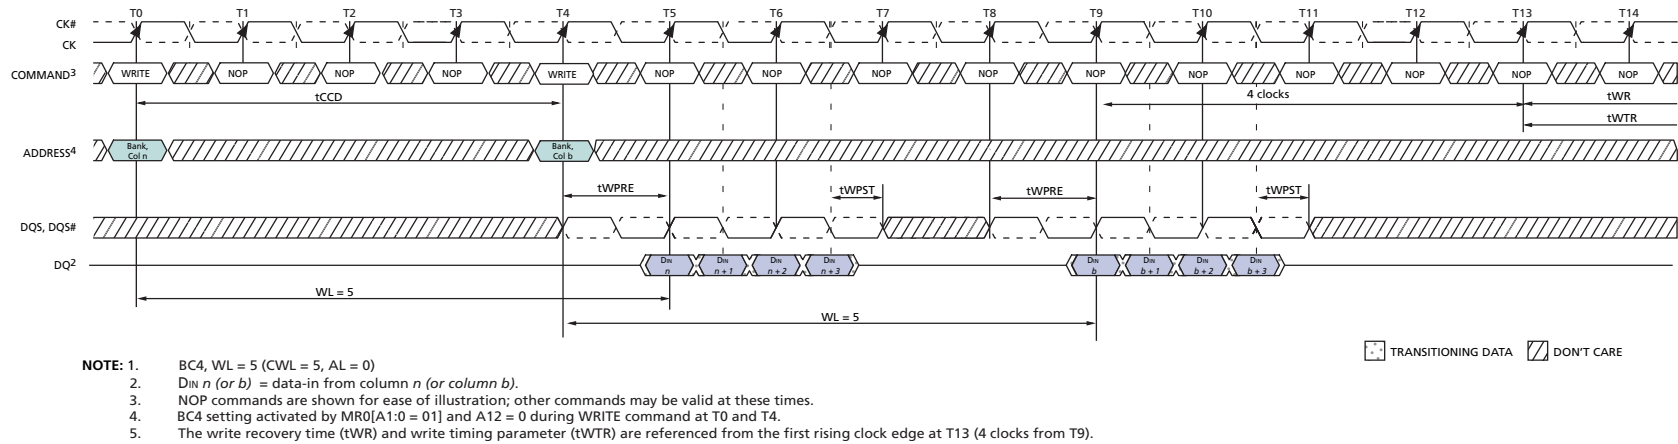 T0 T1 T2 T3 T4 T5 T6 T7 T8 T9 T10 T11 T12 T13 T14
CK#
CK
COMMAND3 WRITE NOP NOP NOP WRITE NOP NOP NOP NOP NOP NOP NOP NOP NOP NOP
tCCD 4 clocks tWR
tWTR
ADDRESS4 Bank, Col n Bank, Col b
tWPRE tWPST tWPRE tWPST
DQS, DQS#
DQ2 DIN n DIN n + 1 DIN n + 2 DIN n + 3 DIN b DIN b + 1 DIN b + 2 DIN b + 3
WL = 5
WL = 5
TRANSITIONING DATA DON'T CARE
NOTE: 1. BC4, WL = 5 (CWL = 5, AL = 0)
2. DIN n (or b) = data-in from column n (or column b).
3. NOP commands are shown for ease of illustration; other commands may be valid at these times.
4. BC4 setting activated by MR0[A1:0 = 01] and A12 = 0 during WRITE command at T0 and T4.
5. The write recovery time (tWR) and write timing parameter (tWTR) are referenced from the first rising clock edge at T13 (4 clocks from T9).